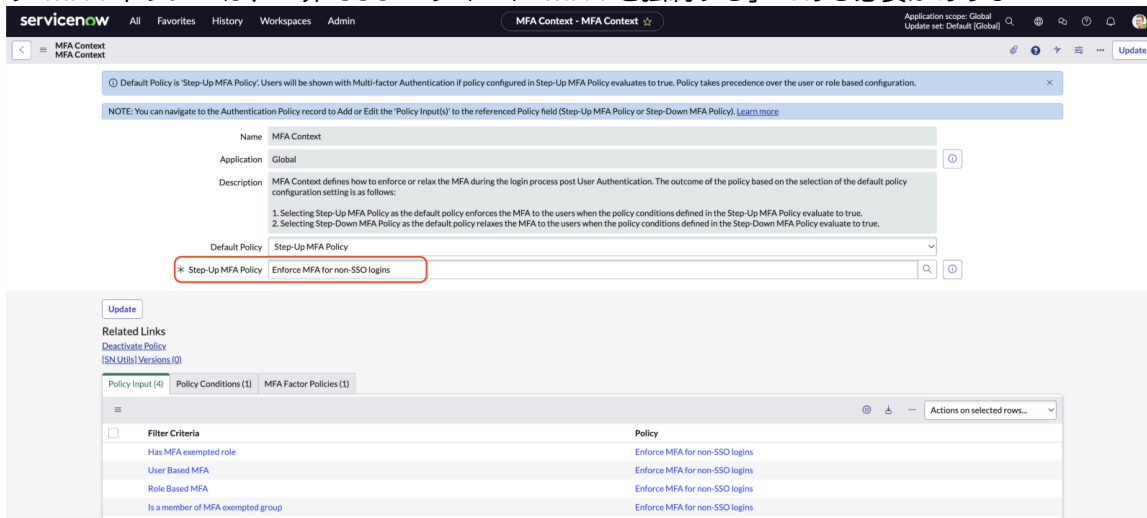 servicenow All Favorites History Workspaces Admin MFA Context - MFA Context ☆ Application scope: Global
Update set: Default [Global]
MFA Context
MFA Context
Update
Default Policy is 'Step-Up MFA Policy'. Users will be shown with Multi-factor Authentication if policy configured in Step-Up MFA Policy evaluates to true. Policy takes precedence over the user or role based configuration.
NOTE: You can navigate to the Authentication Policy record to Add or Edit the 'Policy Input(s)' to the referenced Policy field (Step-Up MFA Policy or Step-Down MFA Policy). Learn more
Name MFA Context
Application Global
Description MFA Context defines how to enforce or relax the MFA during the login process post User Authentication. The outcome of the policy based on the selection of the default policy
configuration setting is as follows:
1. Selecting Step-Up MFA Policy as the default policy enforces the MFA to the users when the policy conditions defined in the Step-Up MFA Policy evaluate to true.
2. Selecting Step-Down MFA Policy as the default policy relaxes the MFA to the users when the policy conditions defined in the Step-Down MFA Policy evaluate to true.
Default Policy Step-Up MFA Policy
* Step-Up MFA Policy Enforce MFA for non-SSO logins
Update
Related Links
Deactivate Policy
[SN Utils] Versions (0)
Policy Input (4) Policy Conditions (1) MFA Factor Policies (1)
Actions on selected rows...
Filter Criteria Policy
Has MFA exempted role Enforce MFA for non-SSO logins
User Based MFA Enforce MFA for non-SSO logins
Role Based MFA Enforce MFA for non-SSO logins
Is a member of MFA exempted group Enforce MFA for non-SSO logins